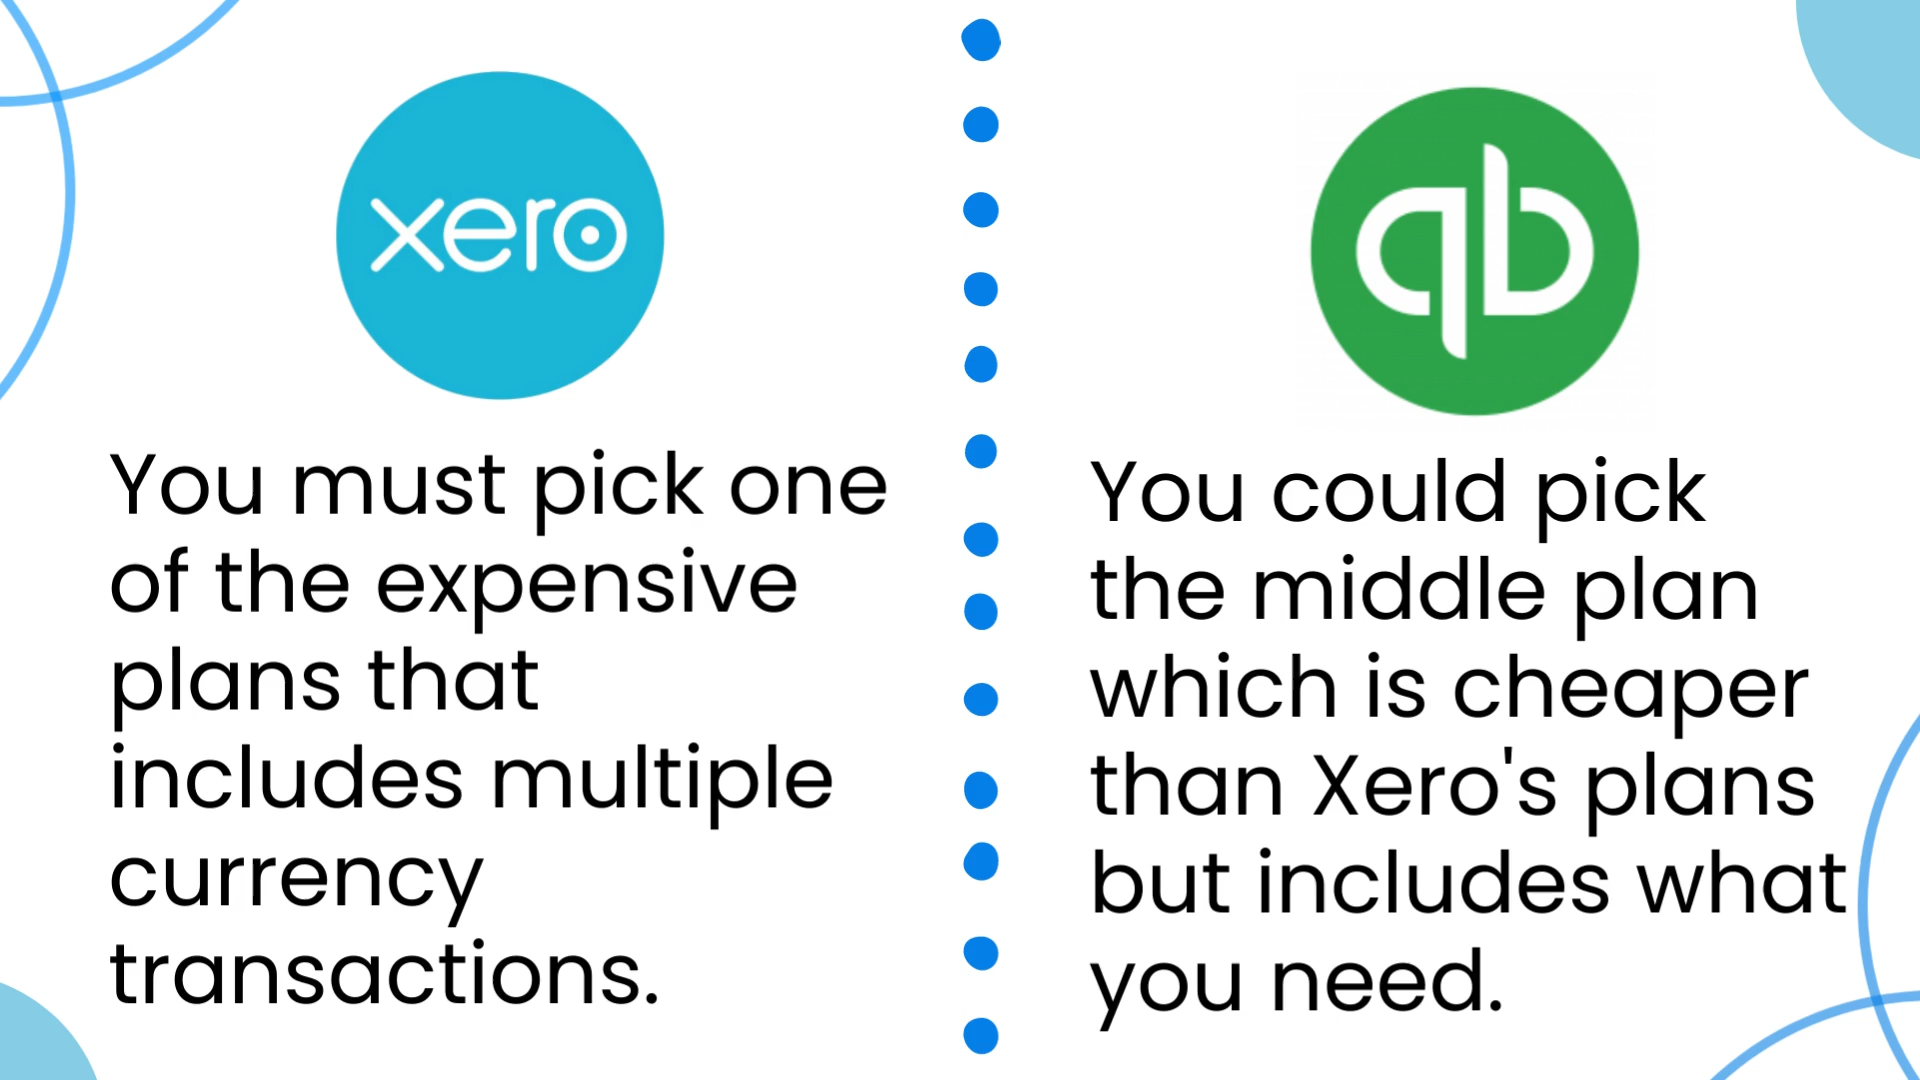 xero
You must pick one
of the expensive
plans that
includes multiple
currency
transactions.
qb
You could pick
the middle plan
which is cheaper
than Xero's plans
but includes what
you need.